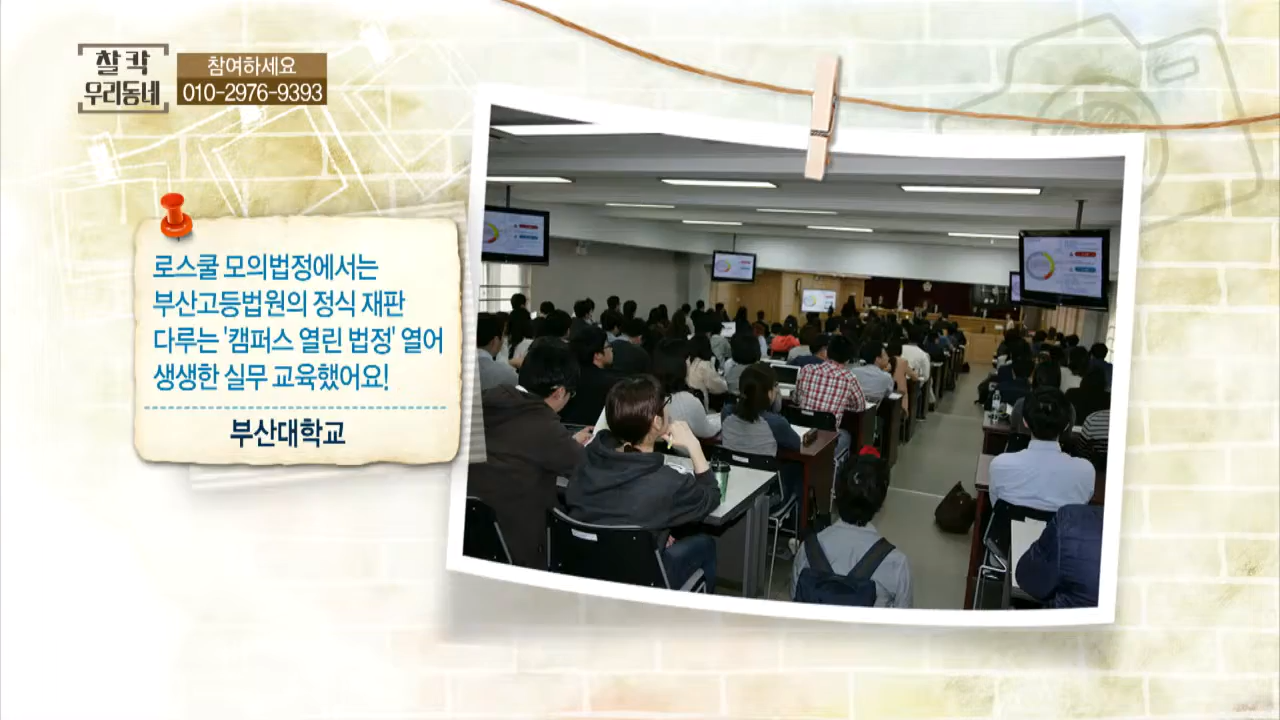 찰칵
우리동네
참여하세요
010-2976-9393
로스쿨 모의법정에서는
부산고등법원의 정식 재판
다루는 '캠퍼스 열린 법정' 열어
생생한 실무 교육했어요!
부산대학교